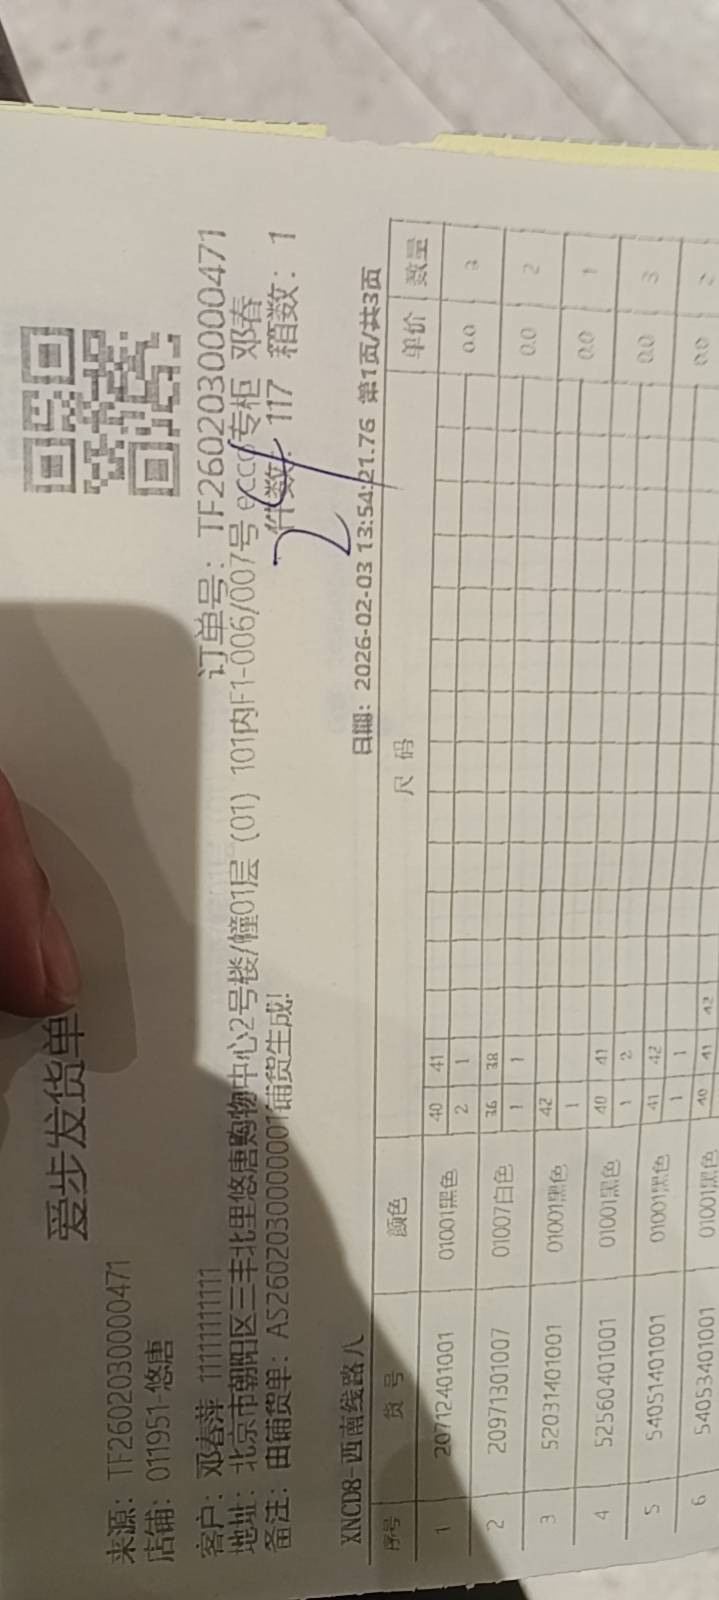 爱步发货单
来源：TF2602030000471
店铺：011951-悠唐
订单号：TF2602030000471
客户：邓春萍 11111111111
地址：北京市朝阳区三丰北里悠唐购物中心2号楼/幢01层（01）101内F1-006/007号 ecco专柜 邓春
备注：由铺货单：AS2602030000001铺货生成! 件数：117 箱数：1
24
XNCD8-西南线路八 日期：2026-02-03 13:54:21.76 第1页/共3页
序号 货号 颜色 尺码 单价 数量
1 20712401001 01001黑色 40 41 0.0 3
2 1
2 20971301007 01007白色 36 38 0.0 2
1 1
3 52031401001 01001黑色 42 0.0 1
1
4 52560401001 01001黑色 40 41 0.0 3
1 2
5 54051401001 01001黑色 41 42 0.0 2
1 1
6 54053401001 01001黑色 40 41 42